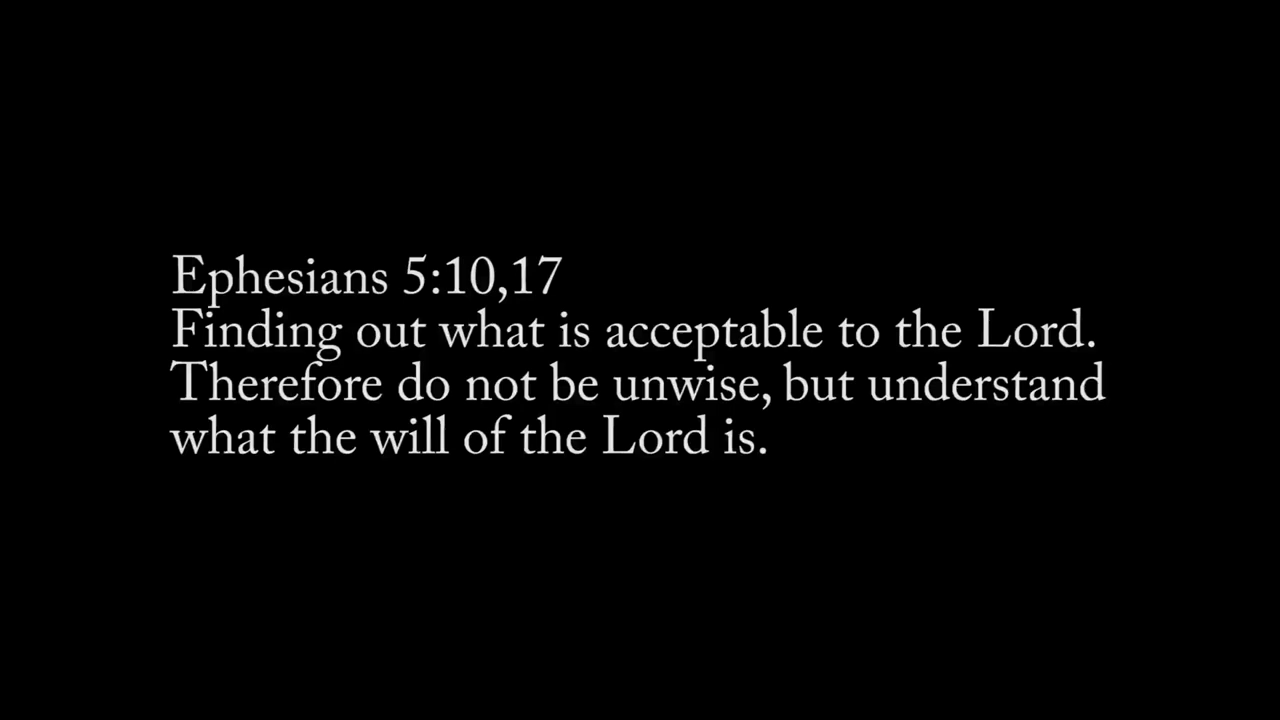 Ephesians 5:10,17
Finding out what is acceptable to the Lord.
Therefore do not be unwise, but understand
what the will of the Lord is.